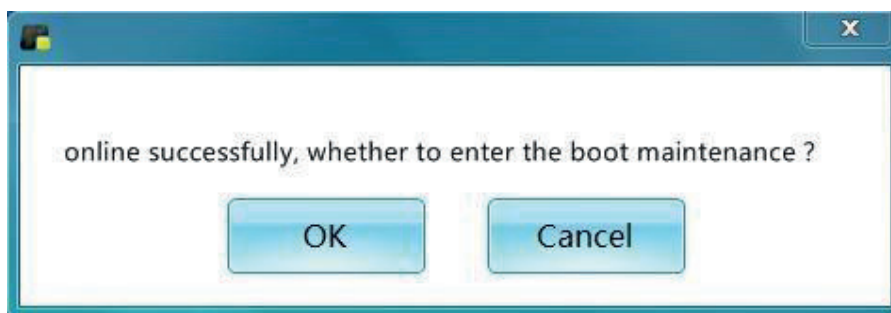 online successfully, whether to enter the boot maintenance ?
OK
Cancel